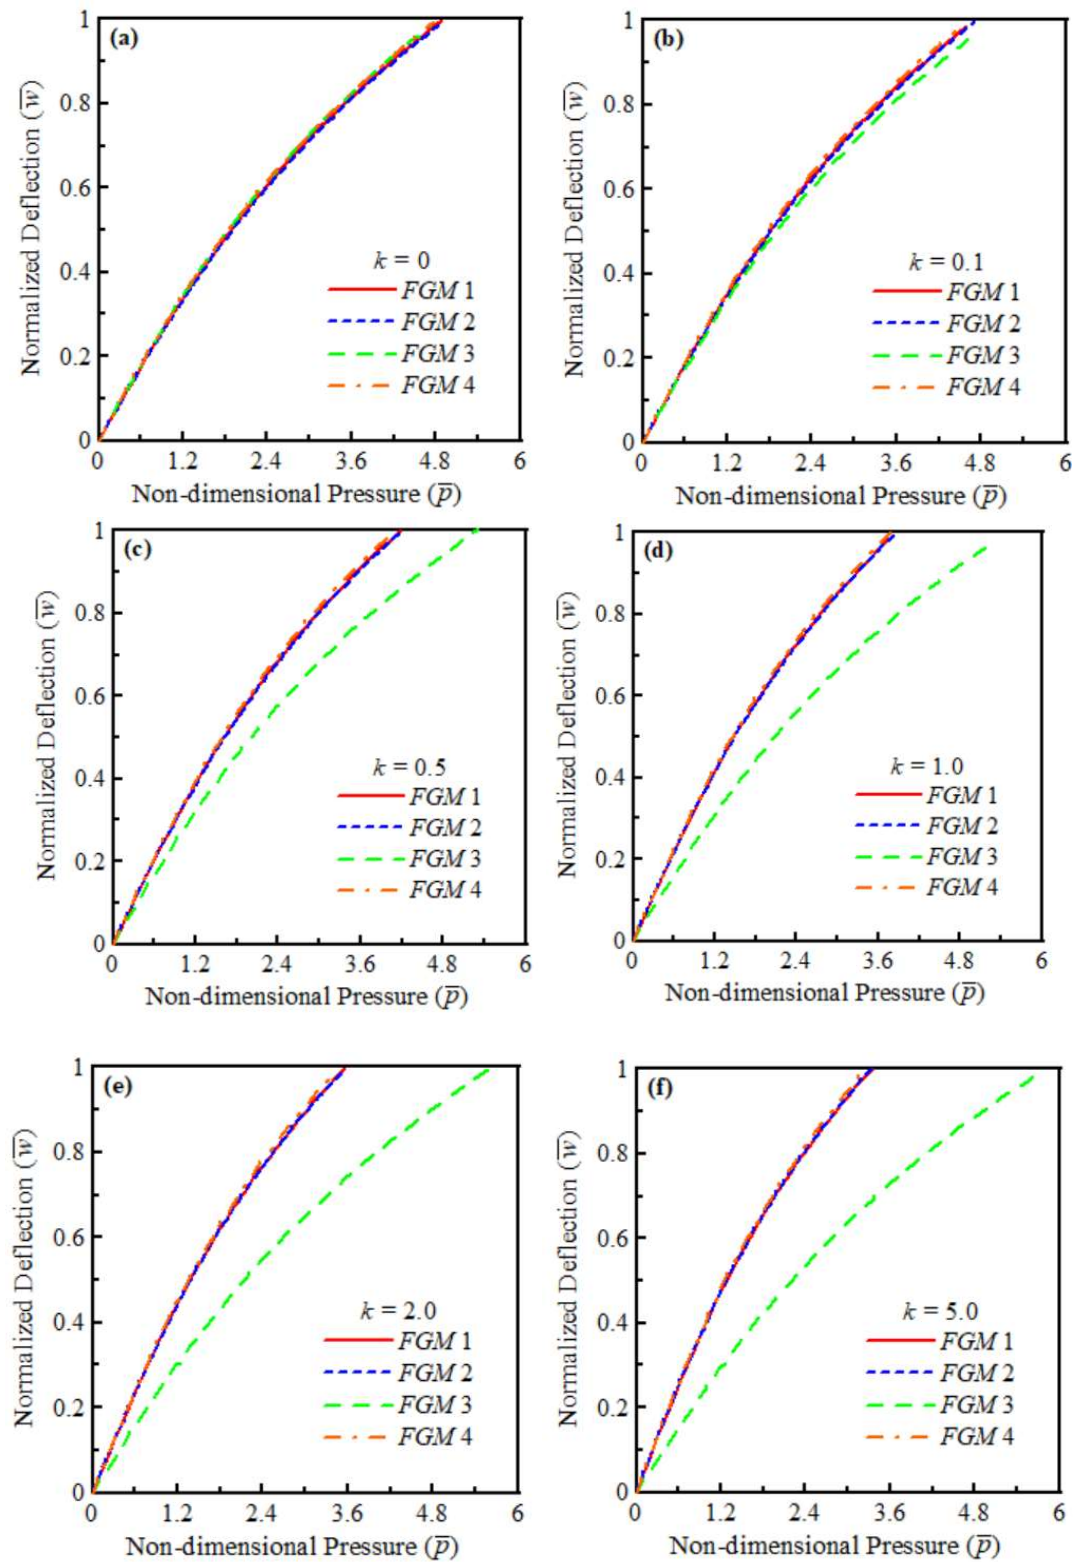 (a)
Normalized Deflection (w̅)
1
0.8
0.6
0.4
0.2
0
k = 0
FGM 1
FGM 2
FGM 3
FGM 4
0 1.2 2.4 3.6 4.8 6
Non-dimensional Pressure (p̅)
(b)
Normalized Deflection (w̅)
1
0.8
0.6
0.4
0.2
0
k = 0.1
FGM 1
FGM 2
FGM 3
FGM 4
0 1.2 2.4 3.6 4.8 6
Non-dimensional Pressure (p̅)
(c)
Normalized Deflection (w̅)
1
0.8
0.6
0.4
0.2
0
k = 0.5
FGM 1
FGM 2
FGM 3
FGM 4
0 1.2 2.4 3.6 4.8 6
Non-dimensional Pressure (p̅)
(d)
Normalized Deflection (w̅)
1
0.8
0.6
0.4
0.2
0
k = 1.0
FGM 1
FGM 2
FGM 3
FGM 4
0 1.2 2.4 3.6 4.8 6
Non-dimensional Pressure (p̅)
(e)
Normalized Deflection (w̅)
1
0.8
0.6
0.4
0.2
0
k = 2.0
FGM 1
FGM 2
FGM 3
FGM 4
0 1.2 2.4 3.6 4.8 6
Non-dimensional Pressure (p̅)
(f)
Normalized Deflection (w̅)
1
0.8
0.6
0.4
0.2
0
k = 5.0
FGM 1
FGM 2
FGM 3
FGM 4
0 1.2 2.4 3.6 4.8 6
Non-dimensional Pressure (p̅)